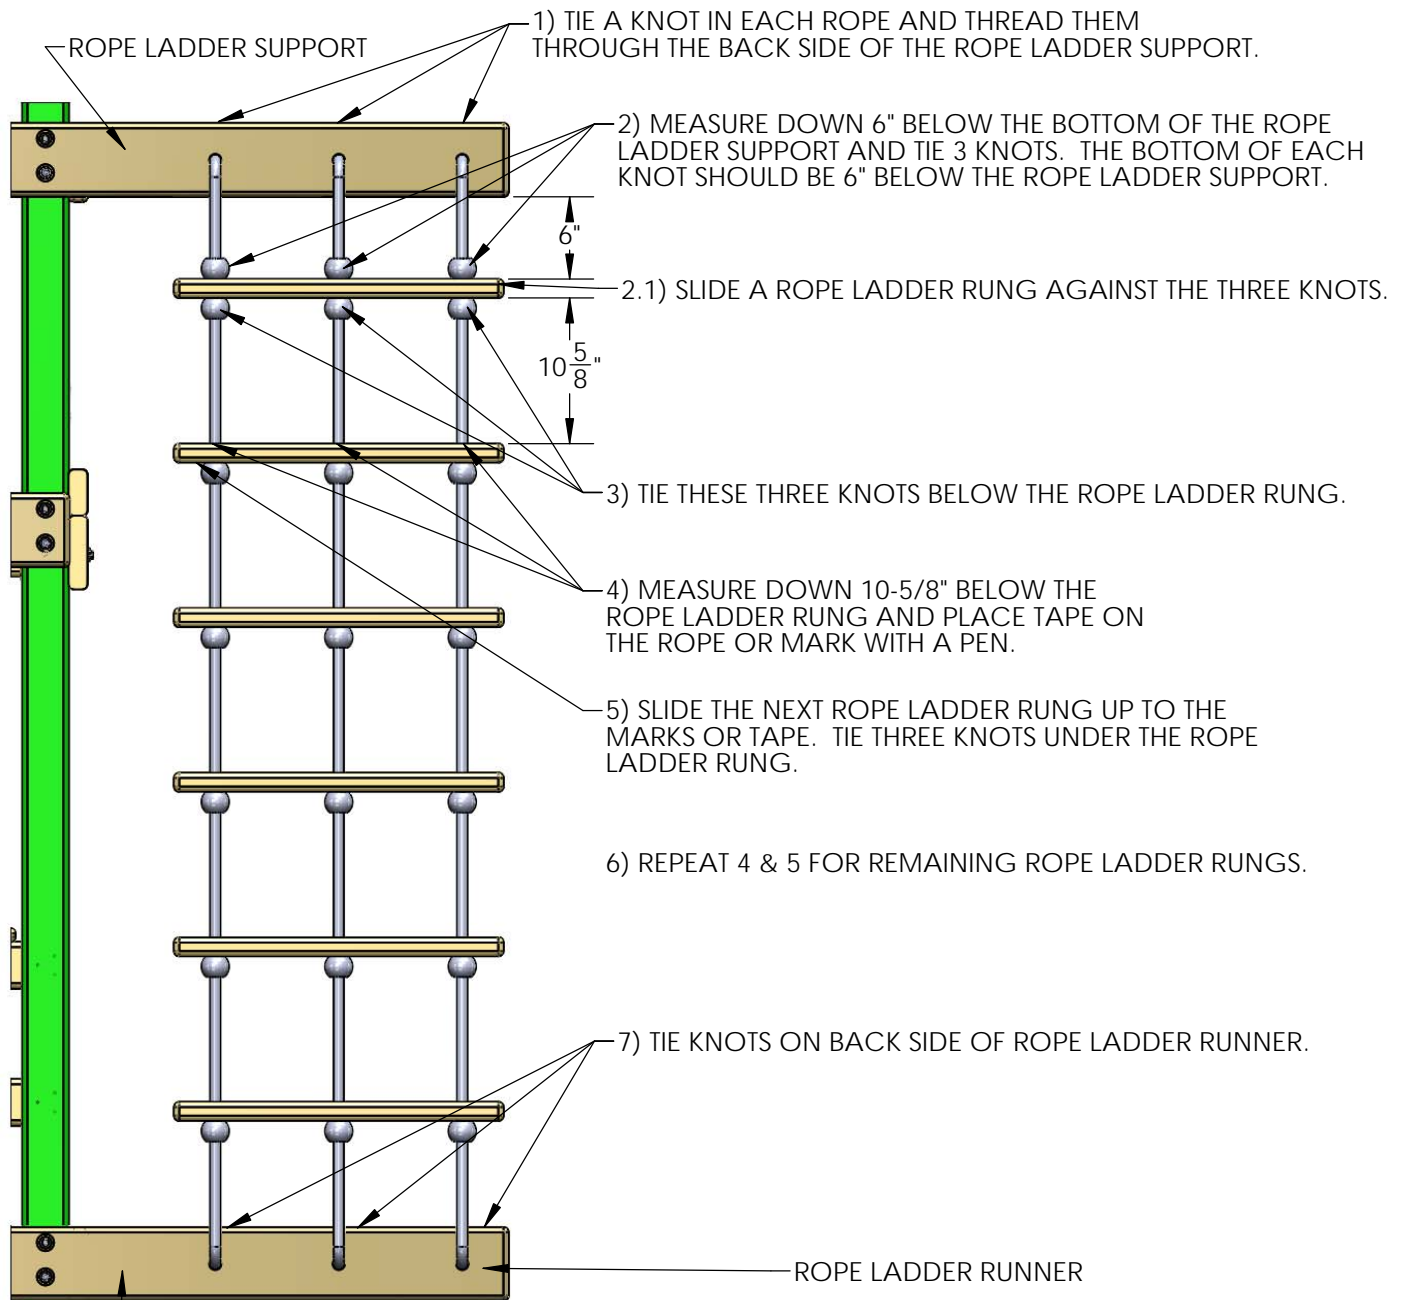 1) TIE A KNOT IN EACH ROPE AND THREAD THEM
THROUGH THE BACK SIDE OF THE ROPE LADDER SUPPORT.
ROPE LADDER SUPPORT
2) MEASURE DOWN 6" BELOW THE BOTTOM OF THE ROPE
LADDER SUPPORT AND TIE 3 KNOTS.  THE BOTTOM OF EACH
KNOT SHOULD BE 6" BELOW THE ROPE LADDER SUPPORT.
6"
2.1) SLIDE A ROPE LADDER RUNG AGAINST THE THREE KNOTS.
10 5/8"
3) TIE THESE THREE KNOTS BELOW THE ROPE LADDER RUNG.
4) MEASURE DOWN 10-5/8" BELOW THE
ROPE LADDER RUNG AND PLACE TAPE ON
THE ROPE OR MARK WITH A PEN.
5) SLIDE THE NEXT ROPE LADDER RUNG UP TO THE
MARKS OR TAPE.  TIE THREE KNOTS UNDER THE ROPE
LADDER RUNG.
6) REPEAT 4 & 5 FOR REMAINING ROPE LADDER RUNGS.
7) TIE KNOTS ON BACK SIDE OF ROPE LADDER RUNNER.
ROPE LADDER RUNNER